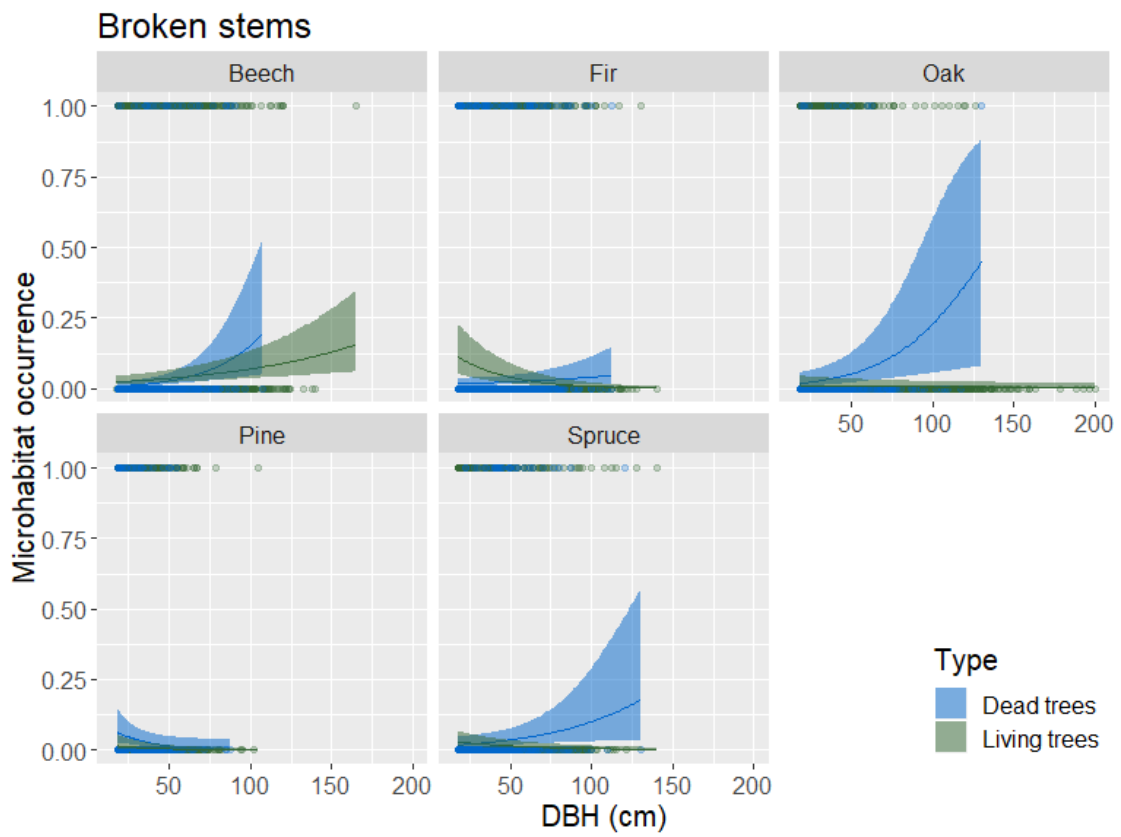 Broken stems
Beech Fir Oak
1.00
0.75
0.50
0.25
0.00
50 100 150 200
Pine Spruce
1.00
0.75
0.50
0.25
0.00
50 100 150 200 50 100 150 200
Microhabitat occurrence
DBH (cm)
Type
Dead trees
Living trees